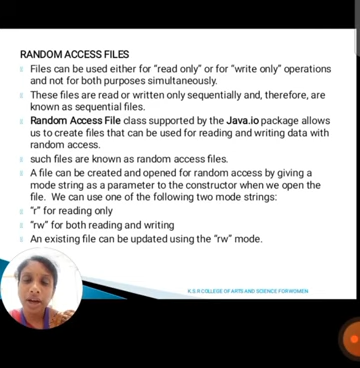 RANDOM ACCESS FILES
Files can be used either for “read only” or for “write only” operations
and not for both purposes simultaneously.
These files are read or written only sequentially and, therefore, are
known as sequential files.
Random Access File class supported by the Java.io package allows
us to create files that can be used for reading and writing data with
random access.
such files are known as random access files.
A file can be created and opened for random access by giving a
mode string as a parameter to the constructor when we open the
file. We can use one of the following two mode strings:
“r” for reading only
“rw” for both reading and writing
An existing file can be updated using the “rw” mode.
K.S.R COLLEGE OF ARTS AND SCIENCE FOR WOMEN